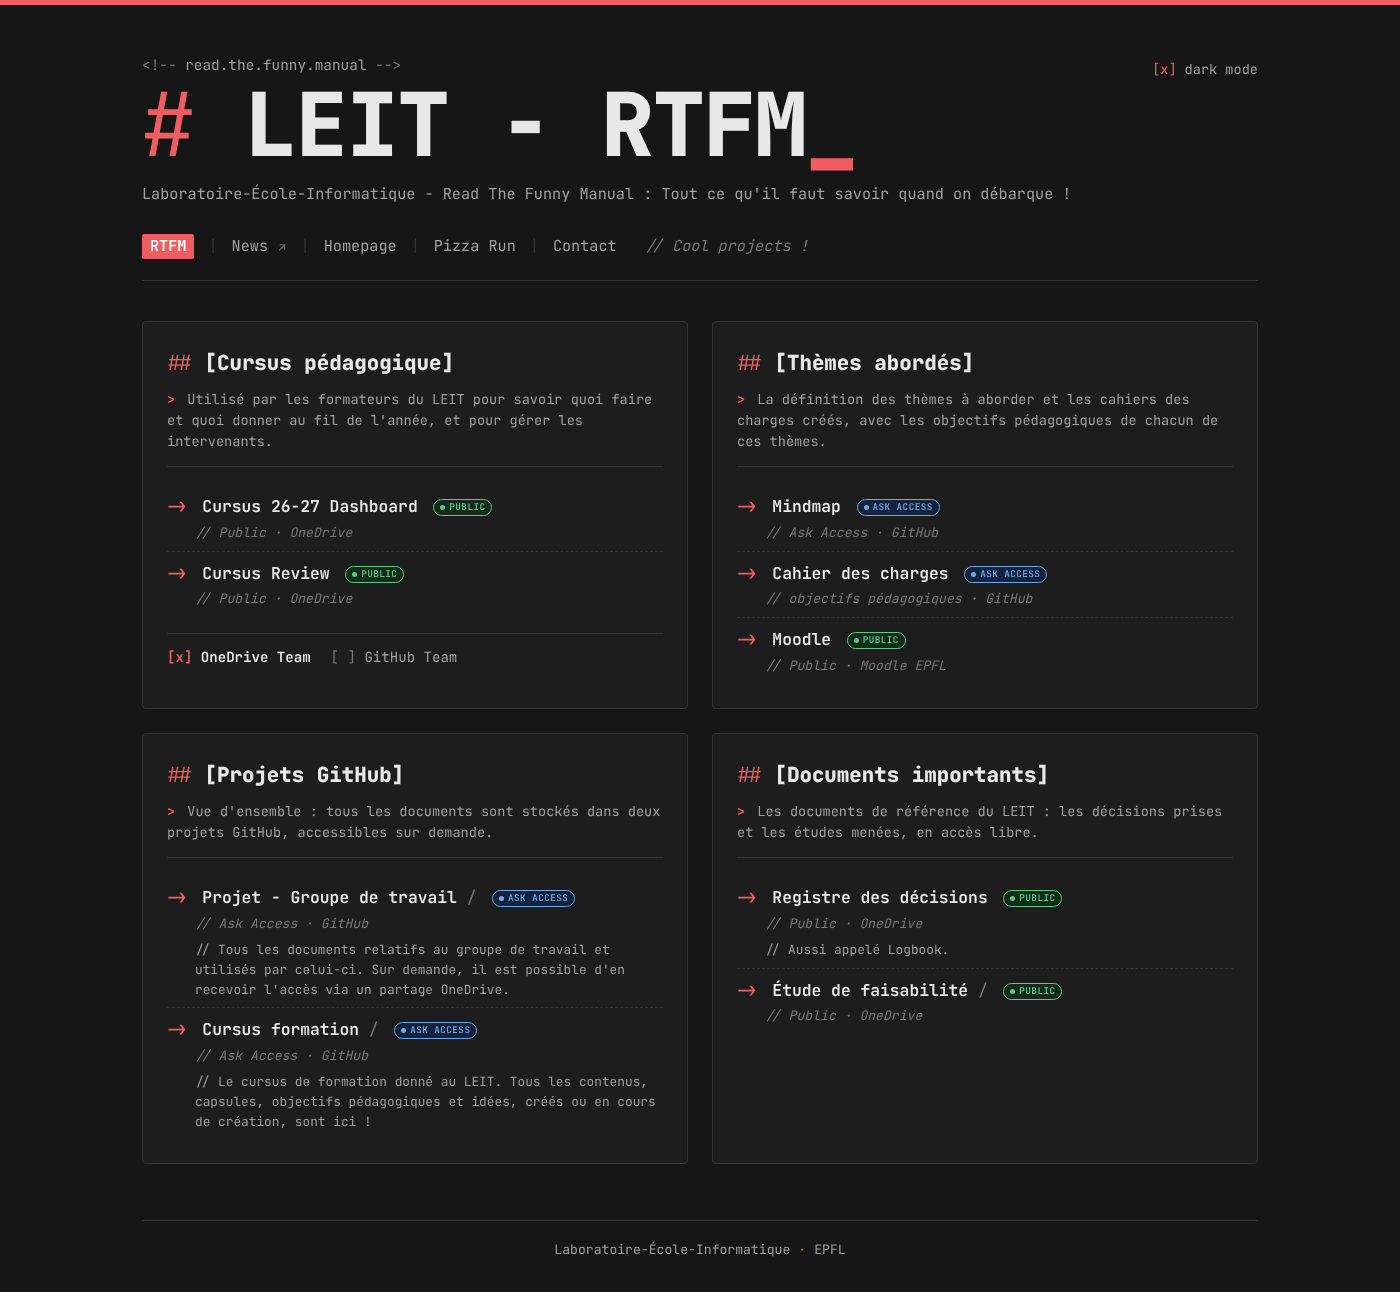 <!-- read.the.funny.manual -->
[x] dark mode
# LEIT - RTFM_
Laboratoire-École-Informatique - Read The Funny Manual : Tout ce qu'il faut savoir quand on débarque !
RTFM | News ↗ | Homepage | Pizza Run | Contact // Cool projects !
## [Cursus pédagogique]
> Utilisé par les formateurs du LEIT pour savoir quoi faire
et quoi donner au fil de l'année, et pour gérer les
intervenants.
-> Cursus 26-27 Dashboard ● PUBLIC
// Public · OneDrive
-> Cursus Review ● PUBLIC
// Public · OneDrive
[x] OneDrive Team [ ] GitHub Team
## [Thèmes abordés]
> La définition des thèmes à aborder et les cahiers des
charges créés, avec les objectifs pédagogiques de chacun de
ces thèmes.
-> Mindmap ● ASK ACCESS
// Ask Access · GitHub
-> Cahier des charges ● ASK ACCESS
// objectifs pédagogiques · GitHub
-> Moodle ● PUBLIC
// Public · Moodle EPFL
## [Projets GitHub]
> Vue d'ensemble : tous les documents sont stockés dans deux
projets GitHub, accessibles sur demande.
-> Projet - Groupe de travail / ● ASK ACCESS
// Ask Access · GitHub
// Tous les documents relatifs au groupe de travail et
utilisés par celui-ci. Sur demande, il est possible d'en
recevoir l'accès via un partage OneDrive.
-> Cursus formation / ● ASK ACCESS
// Ask Access · GitHub
// Le cursus de formation donné au LEIT. Tous les contenus,
capsules, objectifs pédagogiques et idées, créés ou en cours
de création, sont ici !
## [Documents importants]
> Les documents de référence du LEIT : les décisions prises
et les études menées, en accès libre.
-> Registre des décisions ● PUBLIC
// Public · OneDrive
// Aussi appelé Logbook.
-> Étude de faisabilité / ● PUBLIC
// Public · OneDrive
Laboratoire-École-Informatique · EPFL